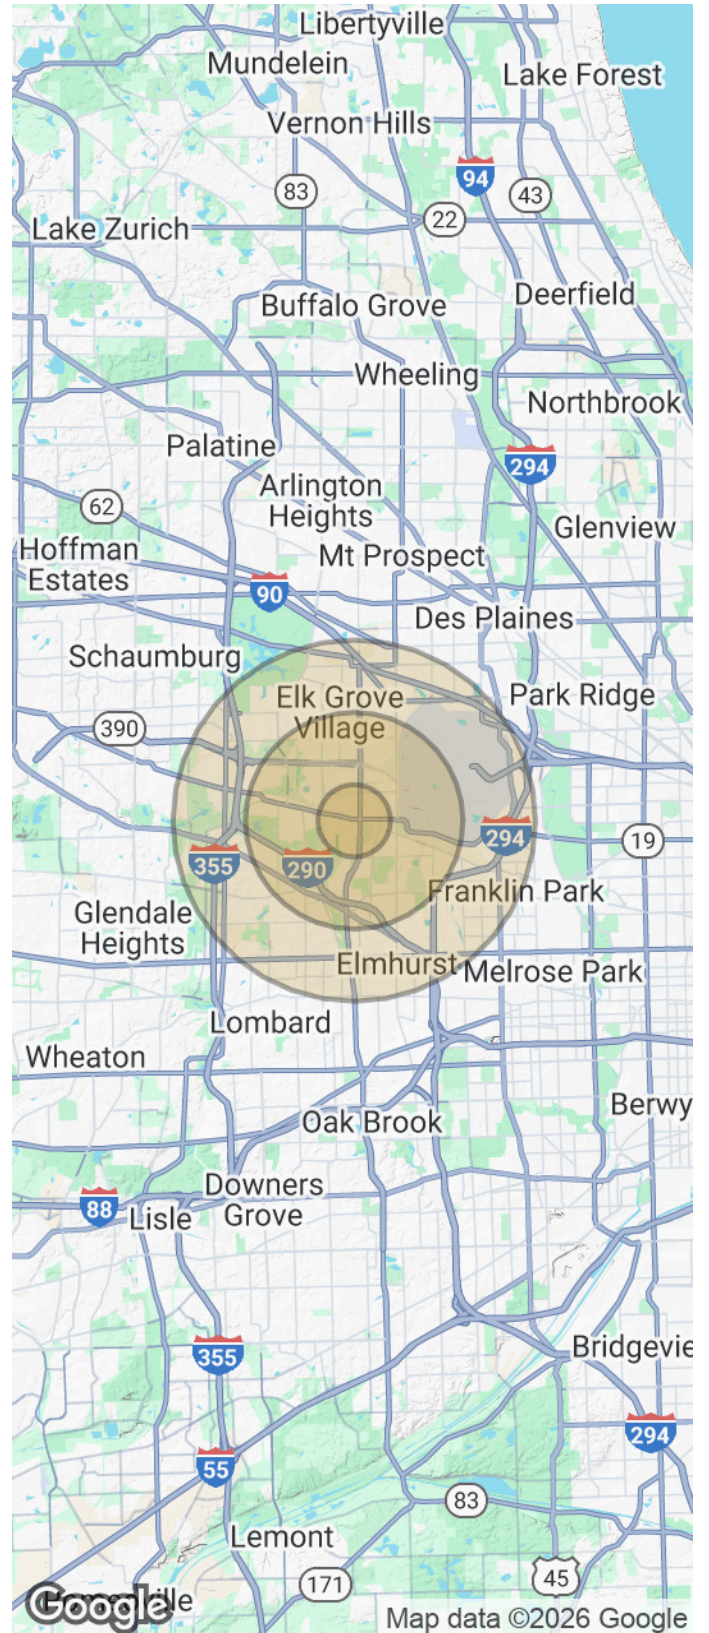 Libertyville
Mundelein
Lake Forest
Vernon Hills
94
83
43
22
Lake Zurich
Deerfield
Buffalo Grove
Wheeling
Northbrook
Palatine
294
Arlington
Heights
62
Glenview
Hoffman
Estates
Mt Prospect
90
Des Plaines
Schaumburg
Elk Grove
Village
Park Ridge
390
294
19
355
290
Franklin Park
Glendale
Heights
Elmhurst
Melrose Park
Lombard
Wheaton
Berwy
Oak Brook
Downers
Grove
88
Lisle
355
Bridgevie
294
55
83
Lemont
171
45
Google
Map data ©2026 Google